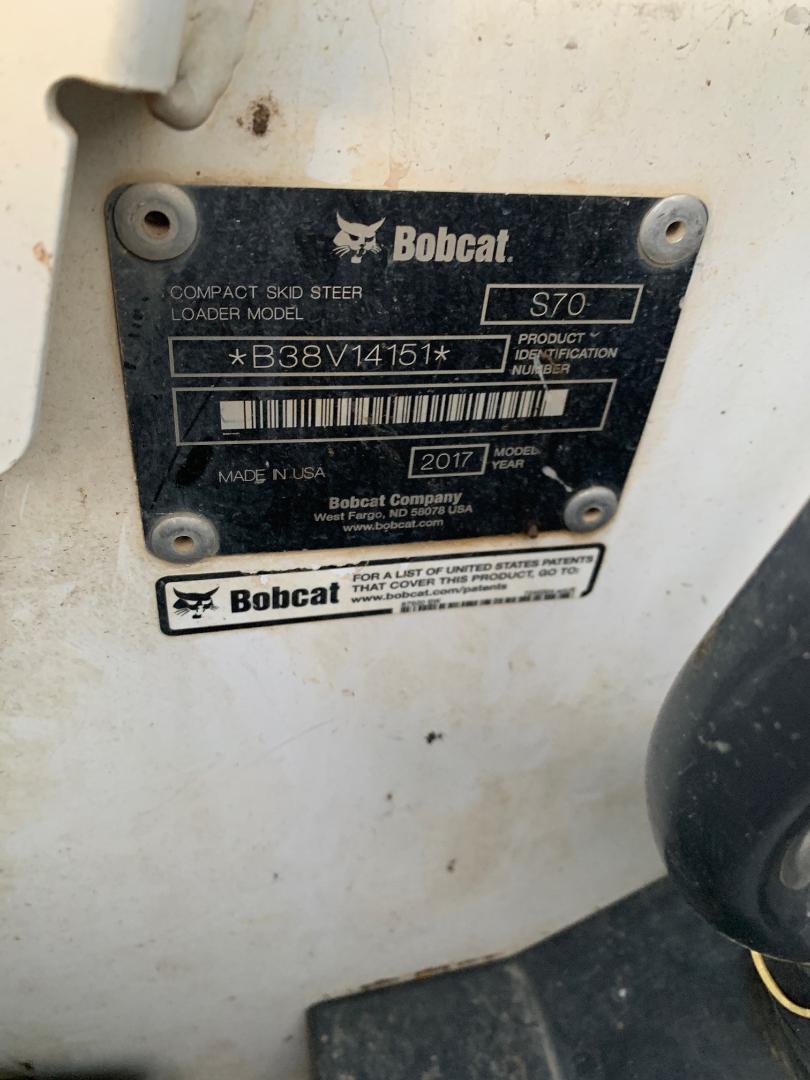 Bobcat.
COMPACT SKID STEER
LOADER MODEL
S70
*B38V14151*
PRODUCT
IDENTIFICATION
NUMBER
MADE IN USA
2017
MODEL
YEAR
Bobcat Company
West Fargo, ND 58078 USA
www.bobcat.com
Bobcat
FOR A LIST OF UNITED STATES PATENTS
THAT COVER THIS PRODUCT, GO TO:
www.bobcat.com/patents